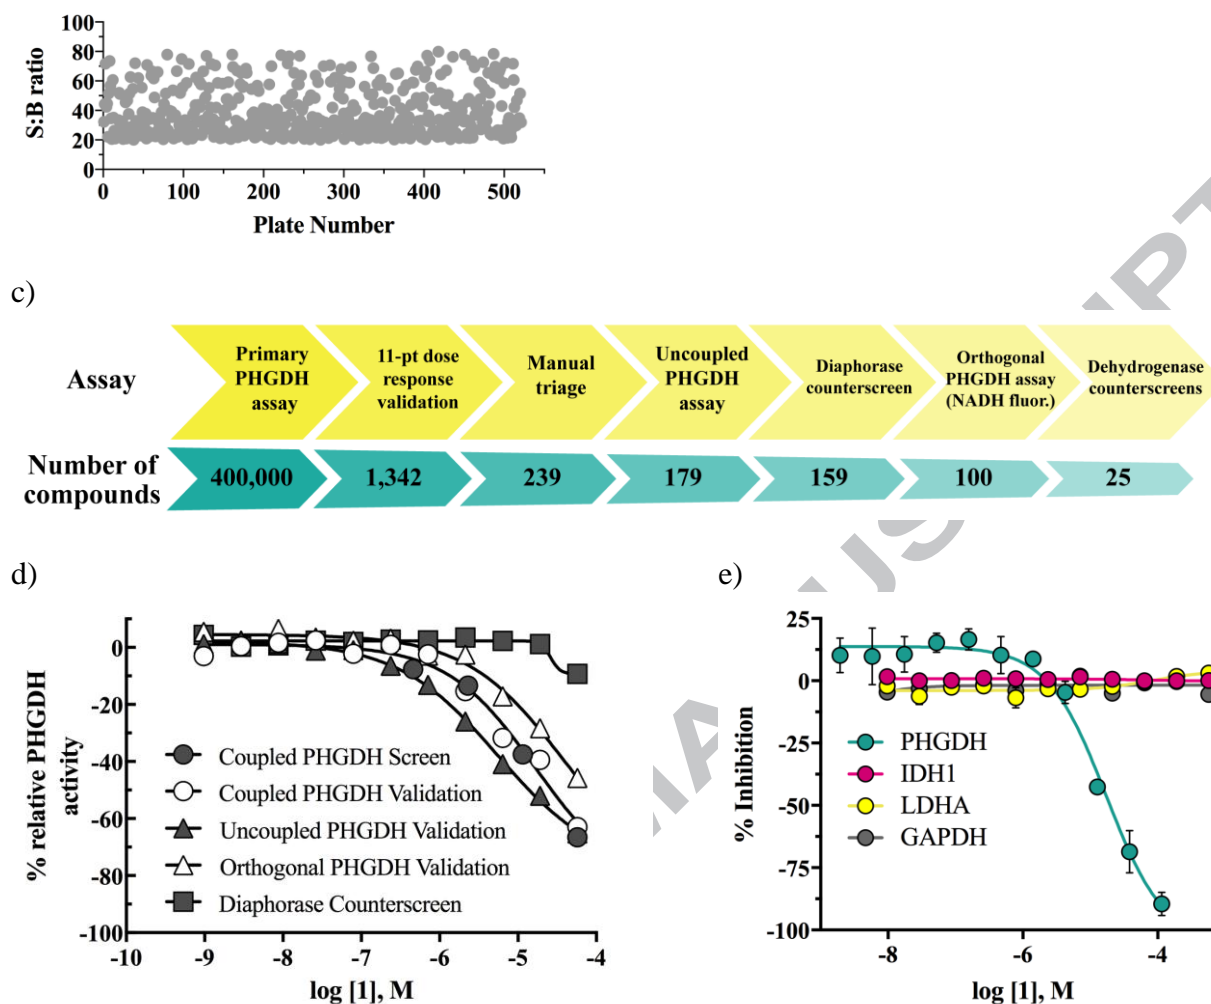 100
80
60
40
20
0
S:B ratio
0 100 200 300 400 500
Plate Number
c)
Assay
Primary
PHGDH
assay
11-pt dose
response
validation
Manual
triage
Uncoupled
PHGDH
assay
Diaphorase
counterscreen
Orthogonal
PHGDH assay
(NADH fluor.)
Dehydrogenase
counterscreens
Number of
compounds
400,000 1,342 239 179 159 100 25
d)
% relative PHGDH
activity
0
-20
-40
-60
-80
-100
Coupled PHGDH Screen
Coupled PHGDH Validation
Uncoupled PHGDH Validation
Orthogonal PHGDH Validation
Diaphorase Counterscreen
-10 -9 -8 -7 -6 -5 -4
log [1], M
e)
% Inhibition
25
0
-25
-50
-75
-100
PHGDH
IDH1
LDHA
GAPDH
-8 -6 -4
log [1], M